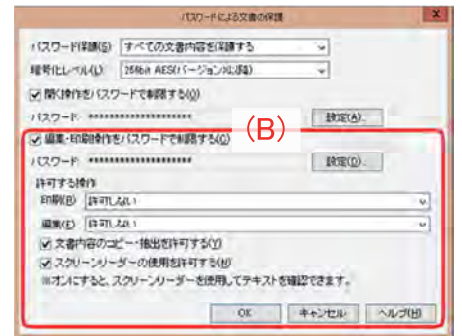 パスワードによる文書の保護
パスワード保護(S) すべての文書内容を保護する
暗号化レベル(L) 256bit AES(バージョンX以降)
開く操作をパスワードで制限する(O)
パスワード: ********************** 設定(A)...
(B)
編集・印刷操作をパスワードで制限する(Q)
パスワード: ********************** 設定(D)...
許可する操作
印刷(B) 許可しない
編集(E) 許可しない
文書内容のコピー・抽出を許可する(Y)
スクリーンリーダーの使用を許可する(W)
※オンにすると、スクリーンリーダーを使用してテキストを確認できます。
OK キャンセル ヘルプ(H)